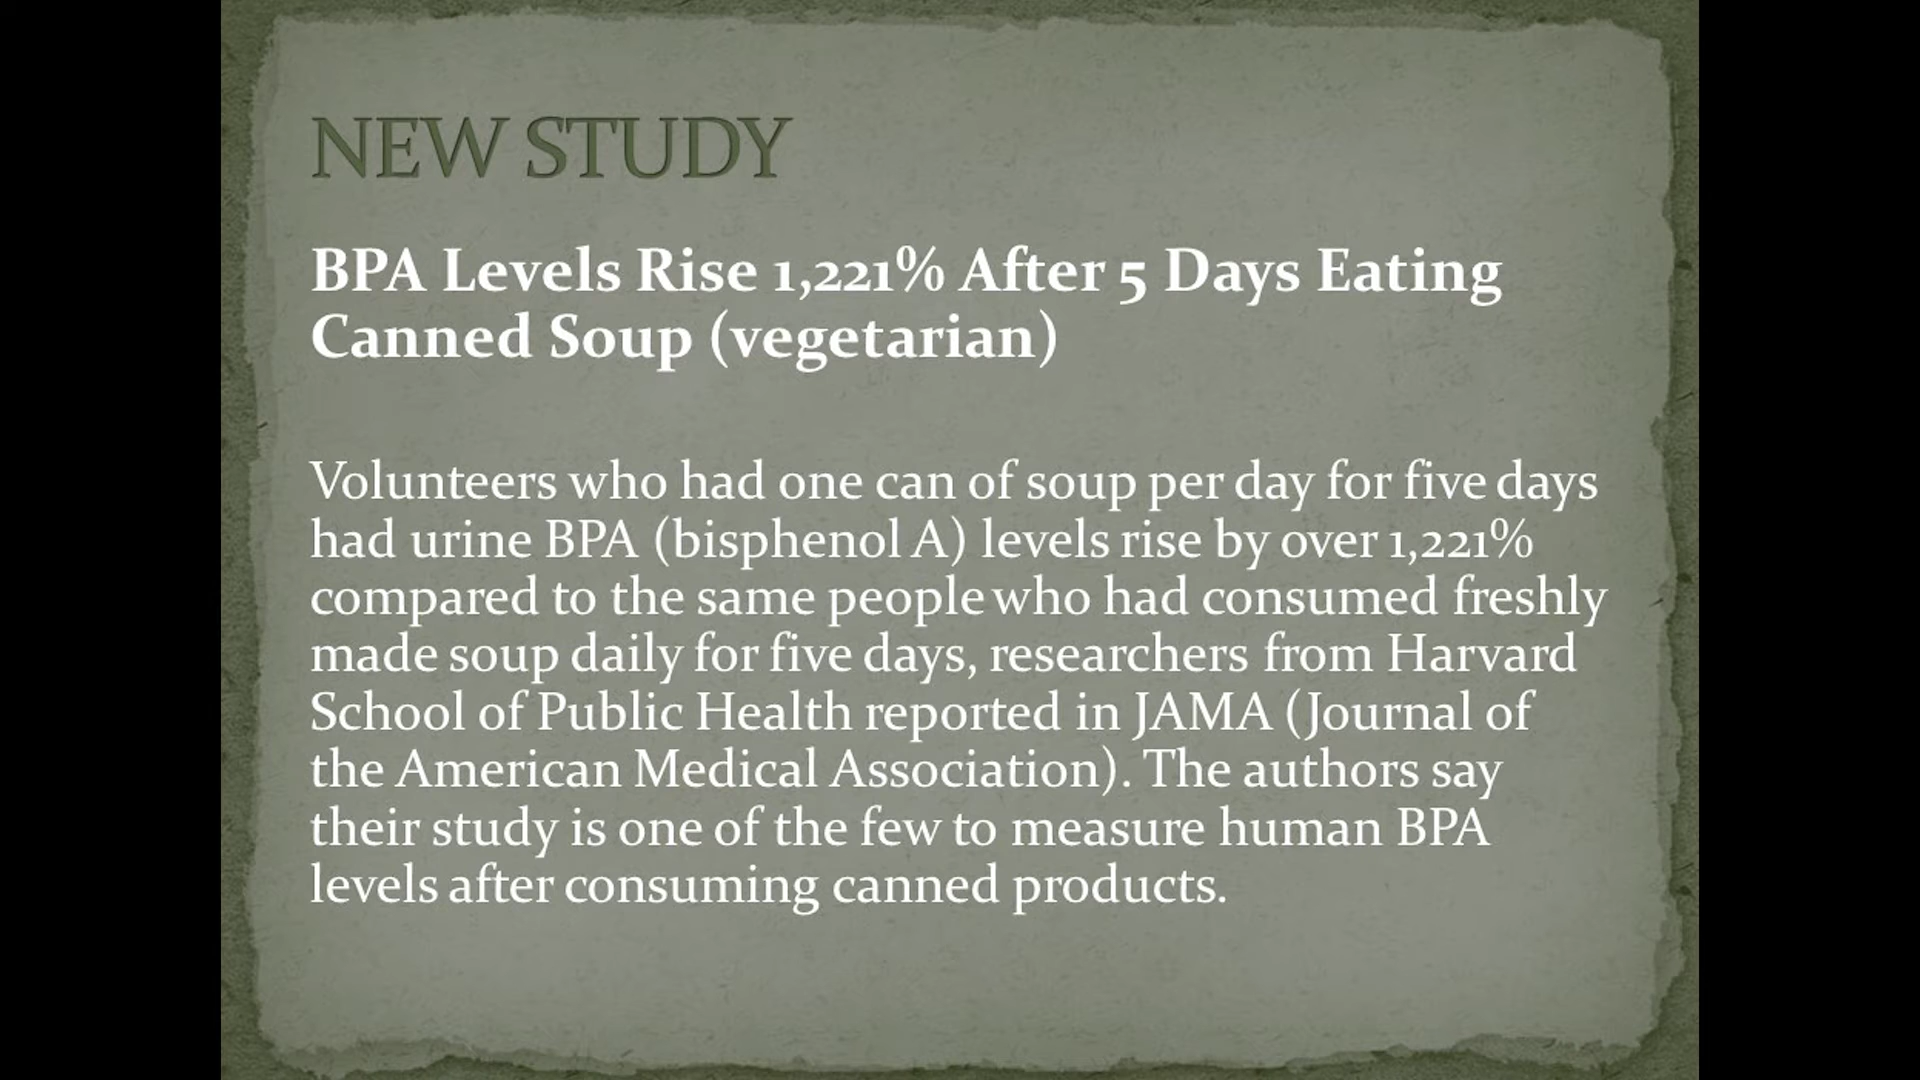 NEW STUDY
BPA Levels Rise 1,221% After 5 Days Eating
Canned Soup (vegetarian)
Volunteers who had one can of soup per day for five days
had urine BPA (bisphenol A) levels rise by over 1,221%
compared to the same people who had consumed freshly
made soup daily for five days, researchers from Harvard
School of Public Health reported in JAMA (Journal of
the American Medical Association). The authors say
their study is one of the few to measure human BPA
levels after consuming canned products.